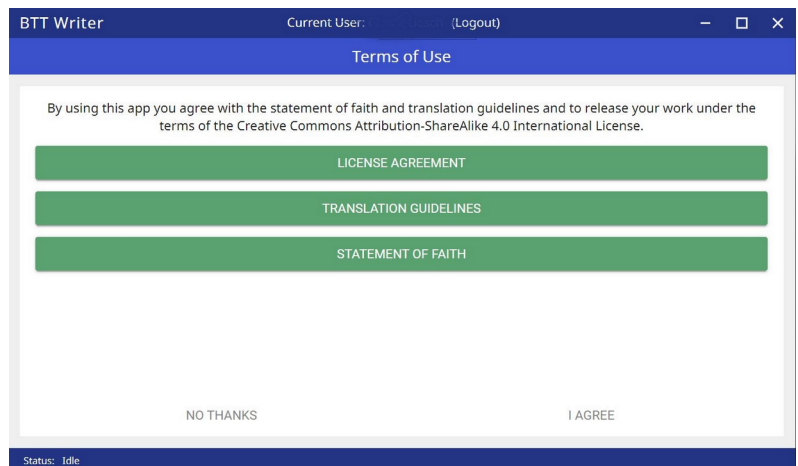 BTT Writer
Current User: (Logout)
Terms of Use
By using this app you agree with the statement of faith and translation guidelines and to release your work under the
terms of the Creative Commons Attribution-ShareAlike 4.0 International License.
LICENSE AGREEMENT
TRANSLATION GUIDELINES
STATEMENT OF FAITH
NO THANKS I AGREE
Status: Idle